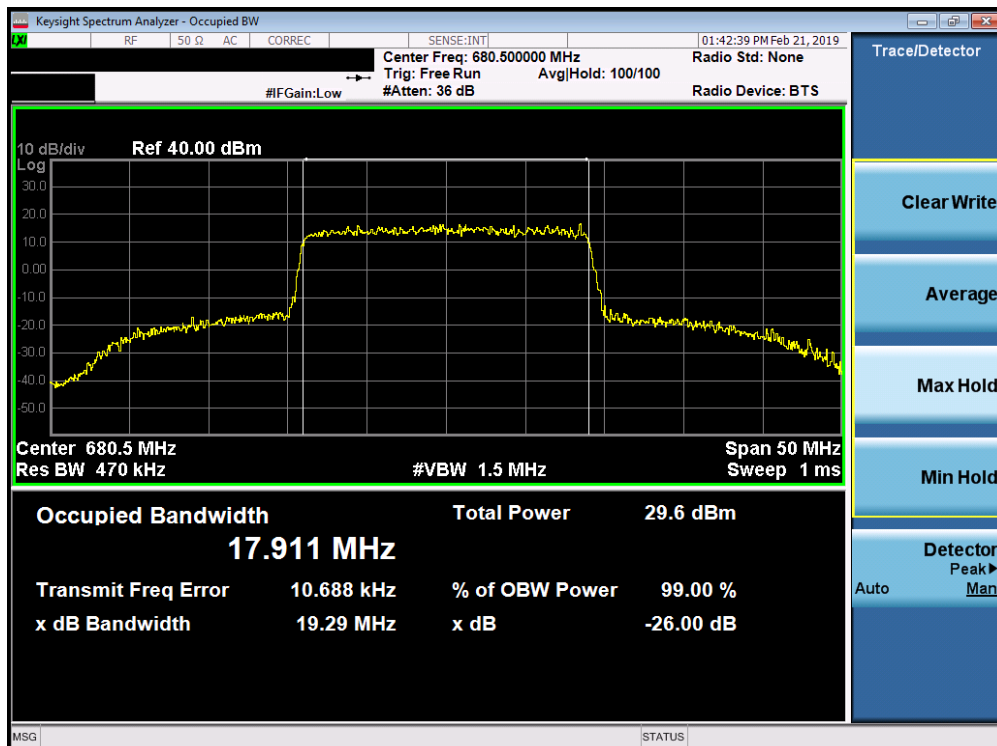 Keysight Spectrum Analyzer - Occupied BW
LXI RF 50 Ω AC CORREC SENSE:INT 01:42:39 PM Feb 21, 2019
Center Freq: 680.500000 MHz Radio Std: None
Trig: Free Run Avg|Hold: 100/100
#IFGain:Low #Atten: 36 dB Radio Device: BTS
Trace/Detector
10 dB/div Ref 40.00 dBm
Log
30.0
20.0
10.0
0.00
-10.0
-20.0
-30.0
-40.0
-50.0
Center 680.5 MHz Span 50 MHz
Res BW 470 kHz #VBW 1.5 MHz Sweep 1 ms
Occupied Bandwidth Total Power 29.6 dBm
17.911 MHz
Transmit Freq Error 10.688 kHz % of OBW Power 99.00 %
x dB Bandwidth 19.29 MHz x dB -26.00 dB
Clear Write
Average
Max Hold
Min Hold
Detector
Peak▶
Auto Man
MSG STATUS